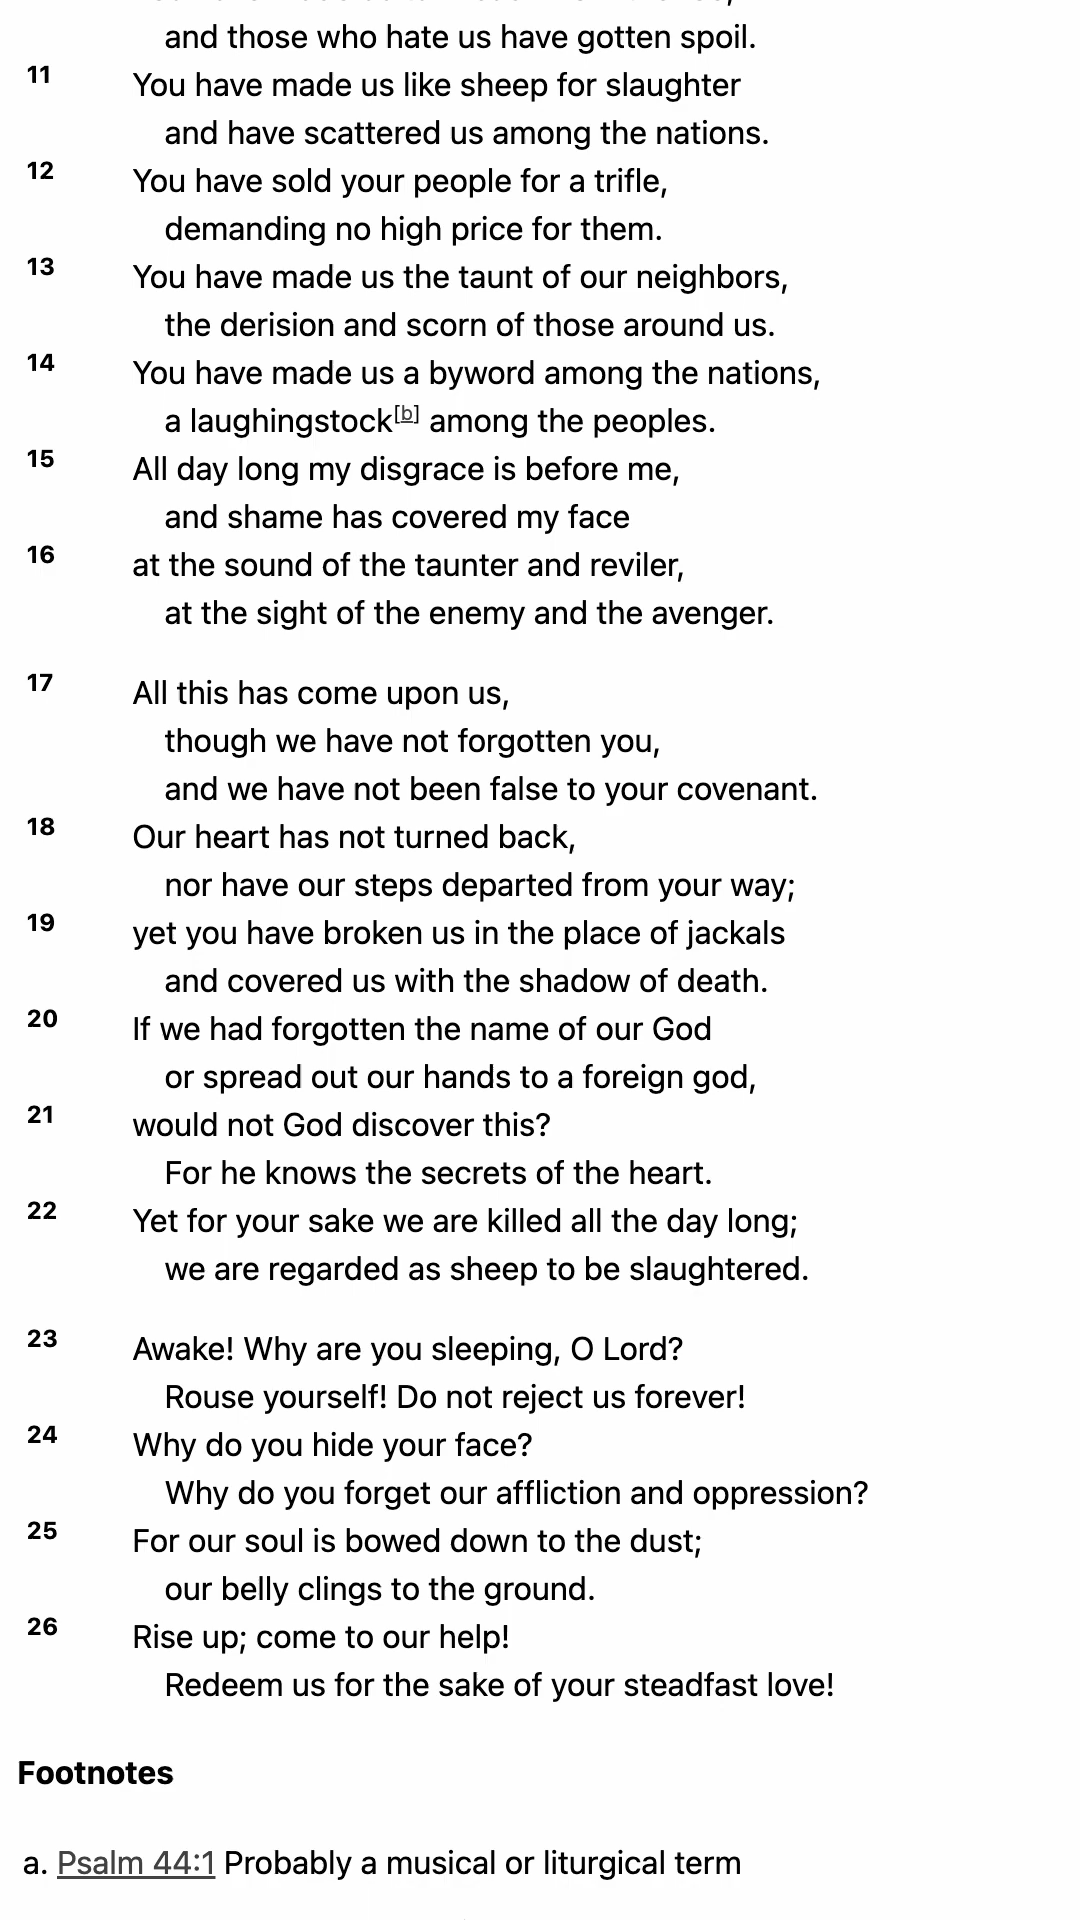 and those who hate us have gotten spoil.
11 You have made us like sheep for slaughter
and have scattered us among the nations.
12 You have sold your people for a trifle,
demanding no high price for them.
13 You have made us the taunt of our neighbors,
the derision and scorn of those around us.
14 You have made us a byword among the nations,
a laughingstock[b] among the peoples.
15 All day long my disgrace is before me,
and shame has covered my face
16 at the sound of the taunter and reviler,
at the sight of the enemy and the avenger.
17 All this has come upon us,
though we have not forgotten you,
and we have not been false to your covenant.
18 Our heart has not turned back,
nor have our steps departed from your way;
19 yet you have broken us in the place of jackals
and covered us with the shadow of death.
20 If we had forgotten the name of our God
or spread out our hands to a foreign god,
21 would not God discover this?
For he knows the secrets of the heart.
22 Yet for your sake we are killed all the day long;
we are regarded as sheep to be slaughtered.
23 Awake! Why are you sleeping, O Lord?
Rouse yourself! Do not reject us forever!
24 Why do you hide your face?
Why do you forget our affliction and oppression?
25 For our soul is bowed down to the dust;
our belly clings to the ground.
26 Rise up; come to our help!
Redeem us for the sake of your steadfast love!
Footnotes
a. Psalm 44:1 Probably a musical or liturgical term